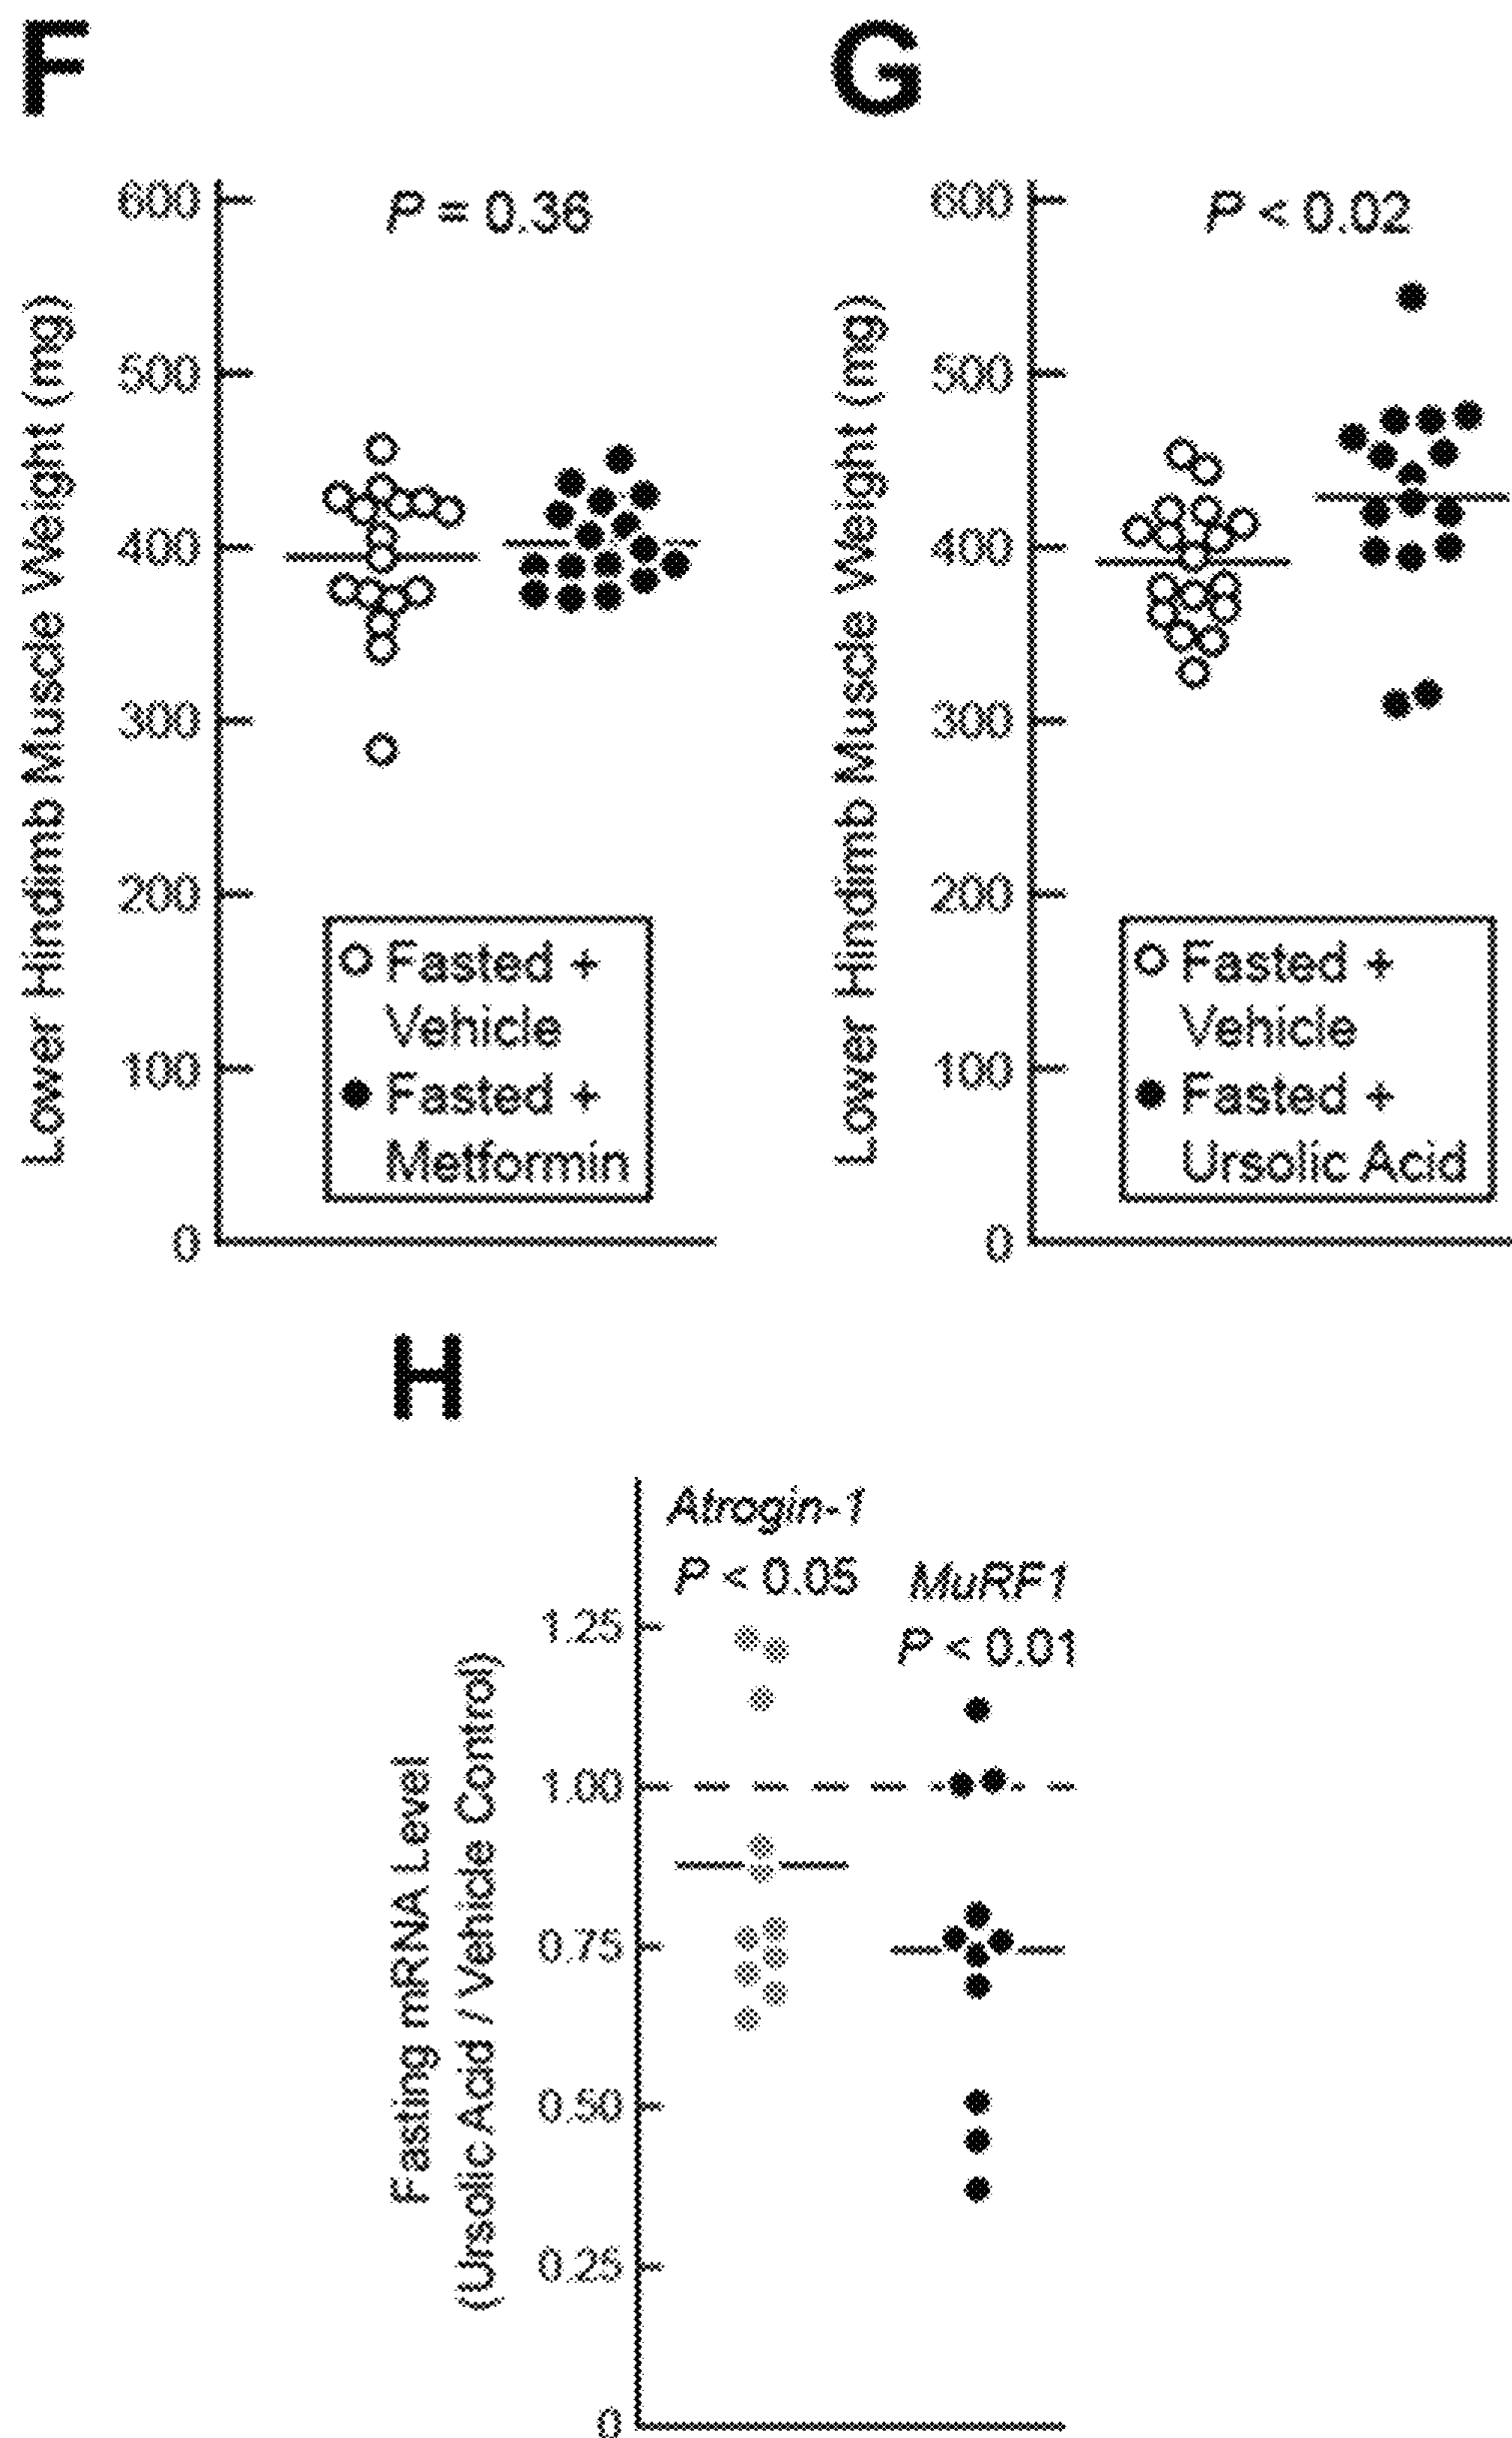 F
P = 0.36
600
500
400
300
200
100
0
Lower Hindimb Muscle Weight (mg)
Fasted +
Vehicle
Fasted +
Metformin
G
P < 0.02
600
500
400
300
200
100
0
Lower Hindimb Muscle Weight (mg)
Fasted +
Vehicle
Fasted +
Ursolic Acid
H
Atrogin-1
P < 0.05
MuRF1
P < 0.01
1.25
1.00
0.75
0.50
0.25
0
Fasting mRNA Level
(Ursolic Acid / Vehicle Control)